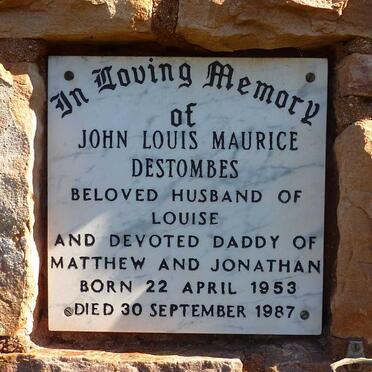 In Loving Memory
of
JOHN LOUIS MAURICE
DESTOMBES
BELOVED HUSBAND OF
LOUISE
AND DEVOTED DADDY OF
MATTHEW AND JONATHAN
BORN 22 APRIL 1953
DIED 30 SEPTEMBER 1987